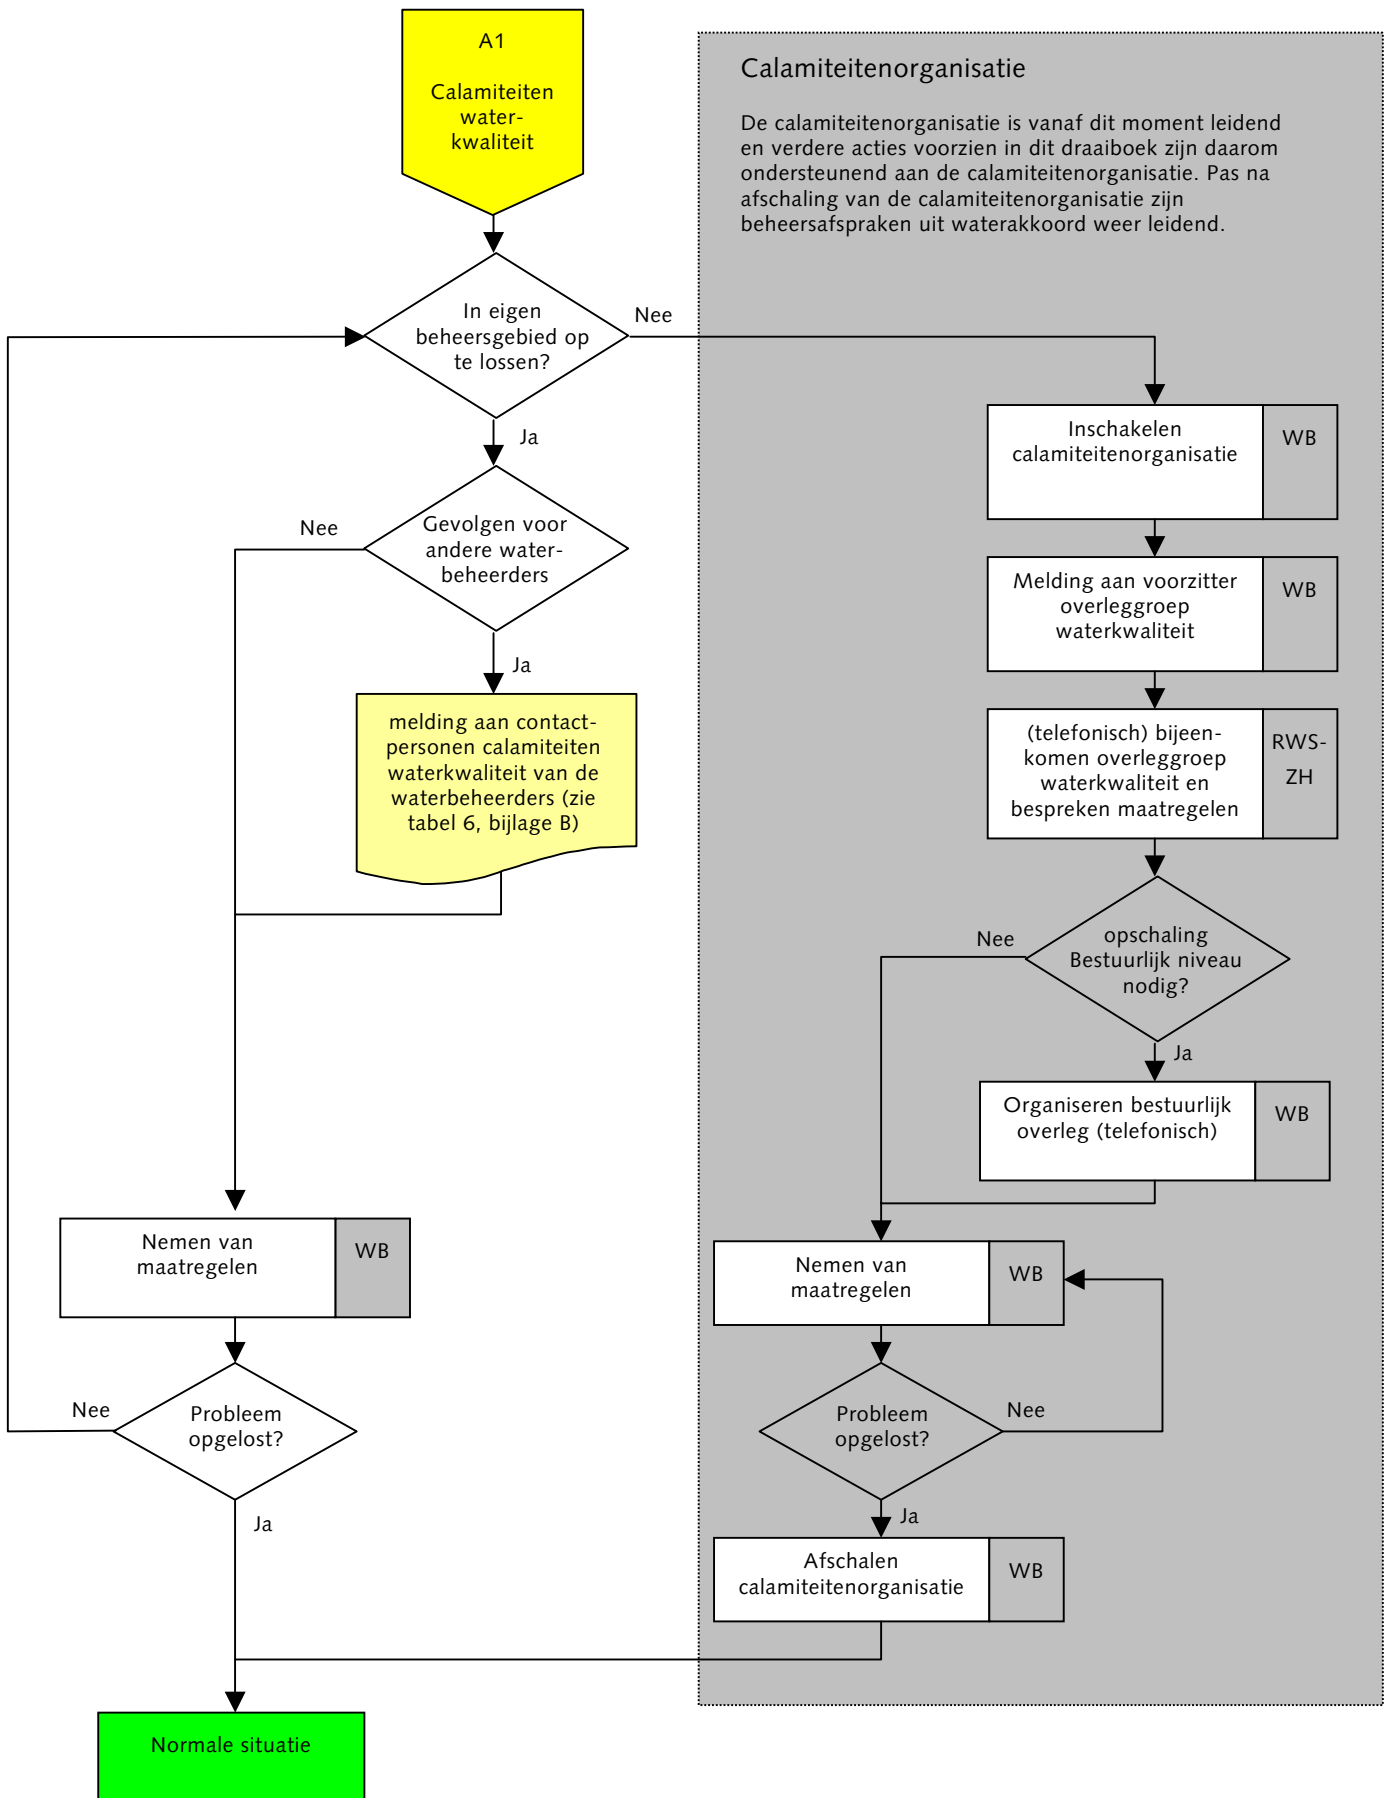 A1
Calamiteiten
water-
kwaliteit
Calamiteitenorganisatie
De calamiteitenorganisatie is vanaf dit moment leidend
en verdere acties voorzien in dit draaiboek zijn daarom
ondersteunend aan de calamiteitenorganisatie. Pas na
afschaling van de calamiteitenorganisatie zijn
beheersafspraken uit waterakkoord weer leidend.
In eigen
beheersgebied op
te lossen?
Nee
Ja
Inschakelen
calamiteitenorganisatie
WB
Gevolgen voor
andere water-
beheerders
Nee
Ja
Melding aan voorzitter
overleggroep
waterkwaliteit
WB
melding aan contact-
personen calamiteiten
waterkwaliteit van de
waterbeheerders (zie
tabel 6, bijlage B)
(telefonisch) bijeen-
komen overleggroep
waterkwaliteit en
bespreken maatregelen
RWS-
ZH
opschaling
Bestuurlijk niveau
nodig?
Nee
Ja
Organiseren bestuurlijk
overleg (telefonisch)
WB
Nemen van
maatregelen
WB
Nemen van
maatregelen
WB
Probleem
opgelost?
Nee
Ja
Probleem
opgelost?
Nee
Ja
Afschalen
calamiteitenorganisatie
WB
Normale situatie